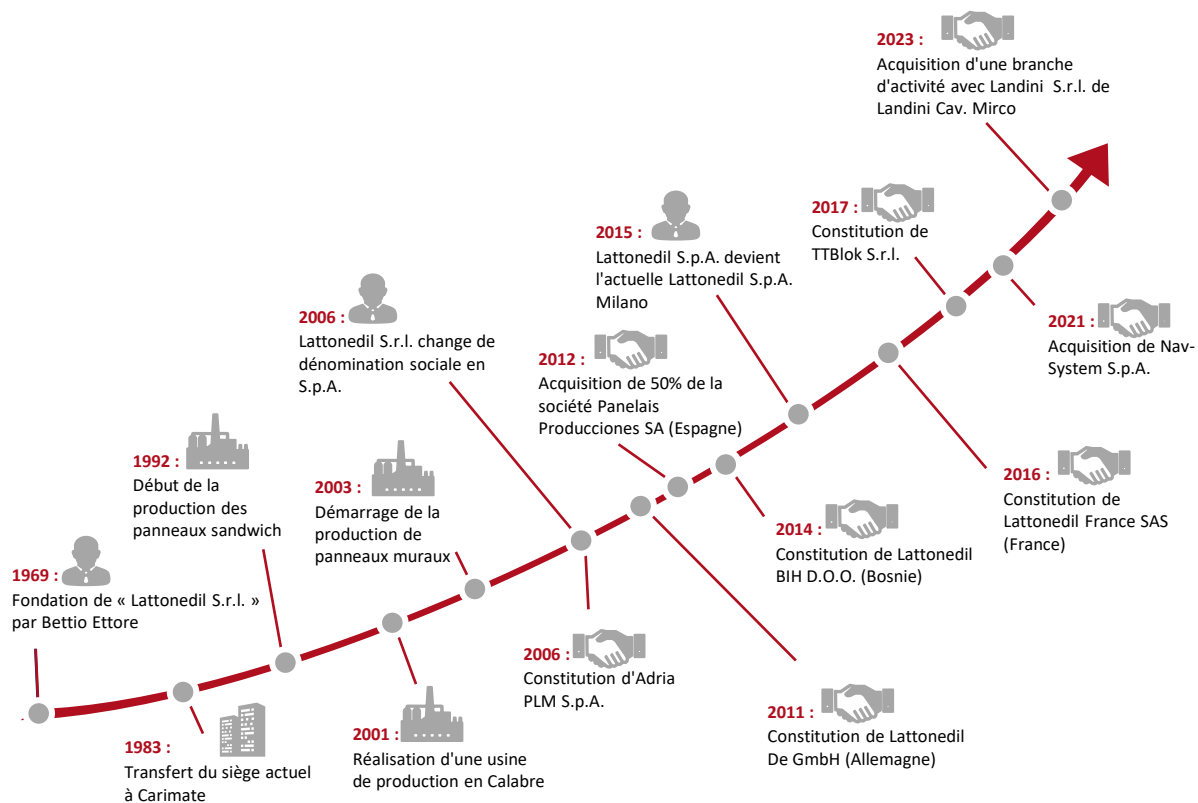 1969 :
Fondation de « Lattonedil S.r.l. »
par Bettio Ettore
1983 :
Transfert du siège actuel
à Carimate
1992 :
Début de la
production des
panneaux sandwich
2001 :
Réalisation d'une usine
de production en Calabre
2003 :
Démarrage de la
production de
panneaux muraux
2006 :
Lattonedil S.r.l. change de
dénomination sociale en
S.p.A.
2006 :
Constitution d'Adria
PLM S.p.A.
2011 :
Constitution de Lattonedil
De GmbH (Allemagne)
2012 :
Acquisition de 50% de la
société Panelais
Producciones SA (Espagne)
2014 :
Constitution de Lattonedil
BIH D.O.O. (Bosnie)
2015 :
Lattonedil S.p.A. devient
l'actuelle Lattonedil S.p.A.
Milano
2016 :
Constitution de
Lattonedil France SAS
(France)
2017 :
Constitution de
TTBlok S.r.l.
2021 :
Acquisition de Nav-
System S.p.A.
2023 :
Acquisition d'une branche
d'activité avec Landini S.r.l. de
Landini Cav. Mirco